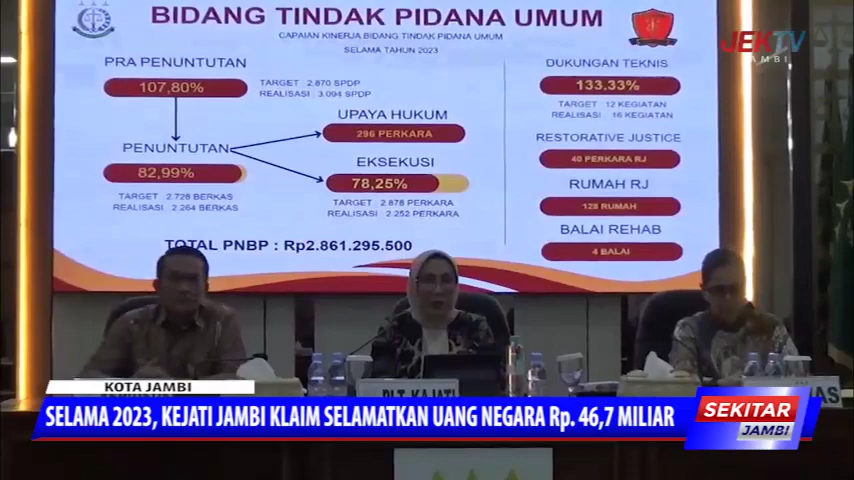 BIDANG TINDAK PIDANA UMUM
CAPAIAN KINERJA BIDANG TINDAK PIDANA UMUM
SELAMA TAHUN 2023
JEKTV
JAMBI
PRA PENUNTUTAN
107,80%
TARGET : 2.870 SPDP
REALISASI : 3.094 SPDP
PENUNTUTAN
82,99%
TARGET : 2.728 BERKAS
REALISASI : 2.264 BERKAS
UPAYA HUKUM
296 PERKARA
EKSEKUSI
78,25%
TARGET : 2.878 PERKARA
REALISASI : 2.252 PERKARA
TOTAL PNBP : Rp2.861.295.500
DUKUNGAN TEKNIS
133.33%
TARGET : 12 KEGIATAN
REALISASI : 16 KEGIATAN
RESTORATIVE JUSTICE
40 PERKARA RJ
RUMAH RJ
128 RUMAH
BALAI REHAB
4 BALAI
PLT. KAJATI
KOTA JAMBI
SELAMA 2023, KEJATI JAMBI KLAIM SELAMATKAN UANG NEGARA Rp. 46,7 MILIAR
SEKITAR
JAMBI